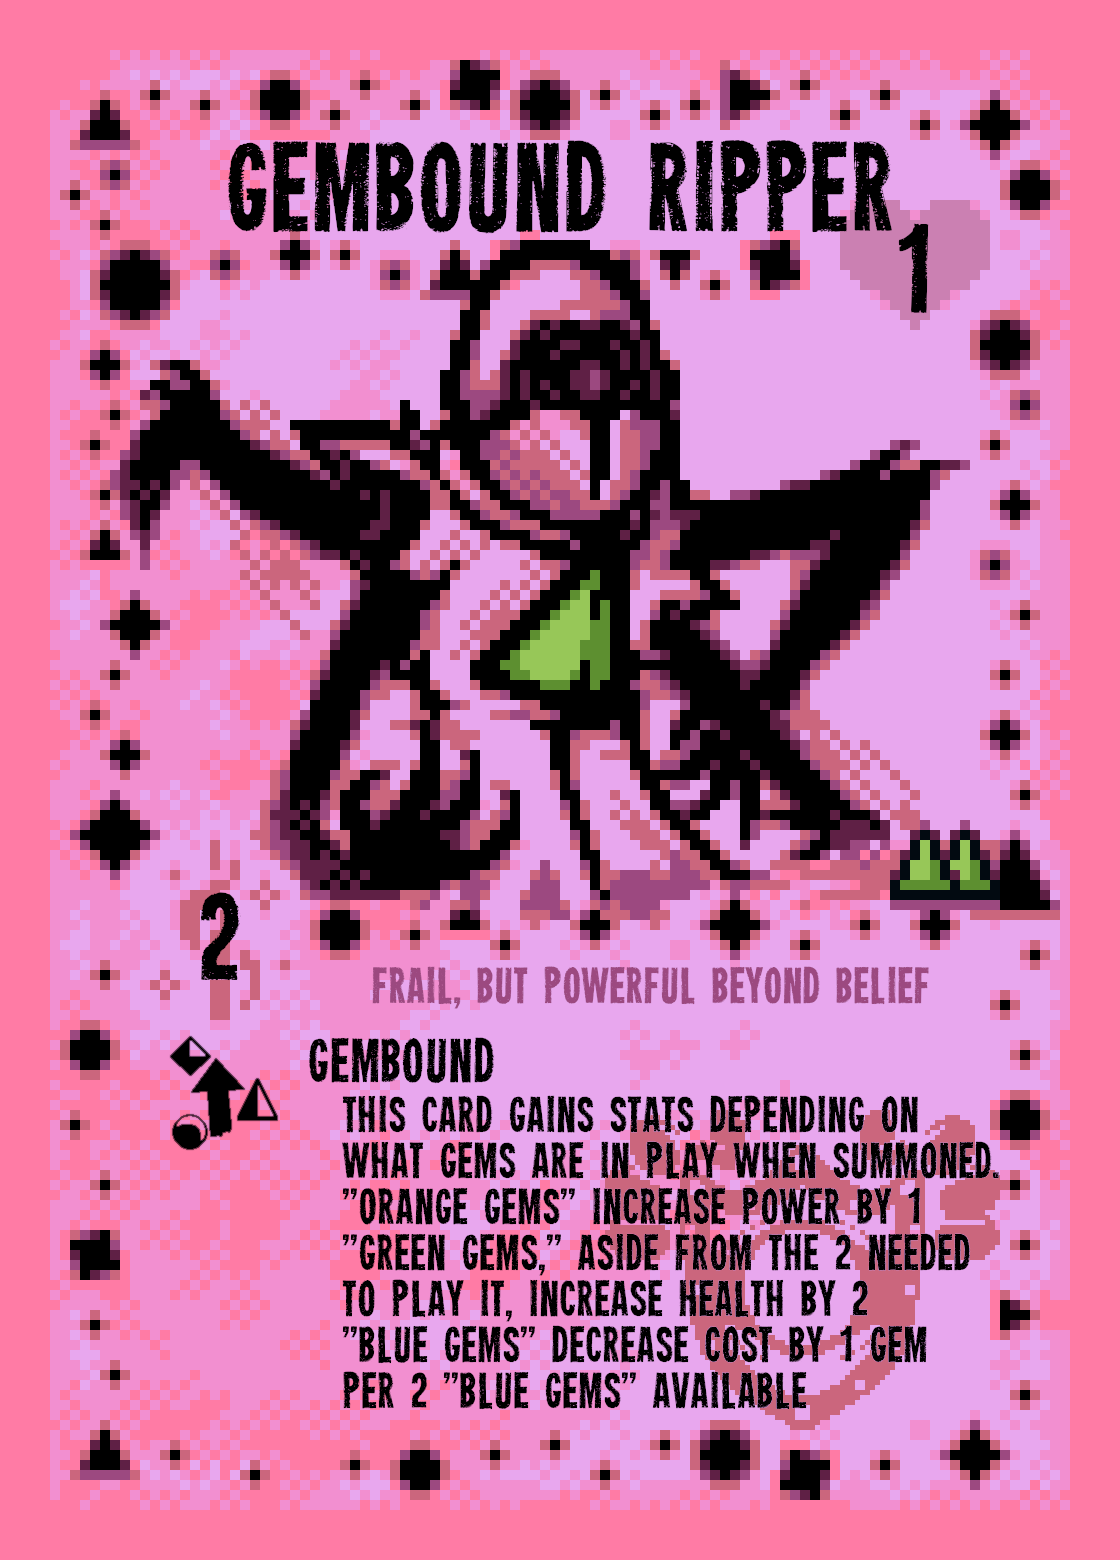 GEMBOUND RIPPER
1
2
FRAIL, BUT POWERFUL BEYOND BELIEF
GEMBOUND
THIS CARD GAINS STATS DEPENDING ON
WHAT GEMS ARE IN PLAY WHEN SUMMONED.
"ORANGE GEMS" INCREASE POWER BY 1
"GREEN GEMS," ASIDE FROM THE 2 NEEDED
TO PLAY IT, INCREASE HEALTH BY 2
"BLUE GEMS" DECREASE COST BY 1 GEM
PER 2 "BLUE GEMS" AVAILABLE